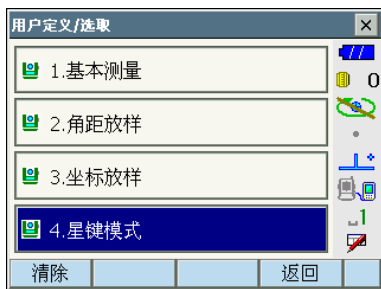 用户定义/选取
1.基本测量
0
2.角距放样
3.坐标放样
4.星键模式
1
清除
返回